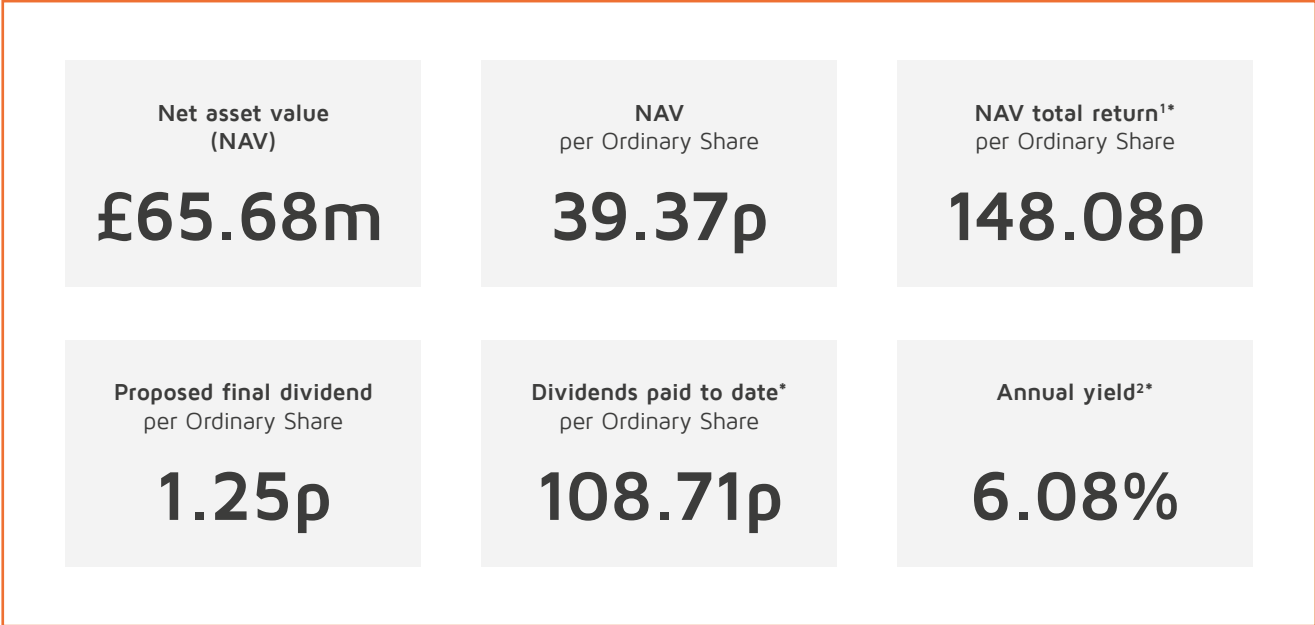 Net asset value
(NAV)
£65.68m
NAV
per Ordinary Share
39.37p
NAV total return¹*
per Ordinary Share
148.08p
Proposed final dividend
per Ordinary Share
1.25p
Dividends paid to date*
per Ordinary Share
108.71p
Annual yield²*
6.08%